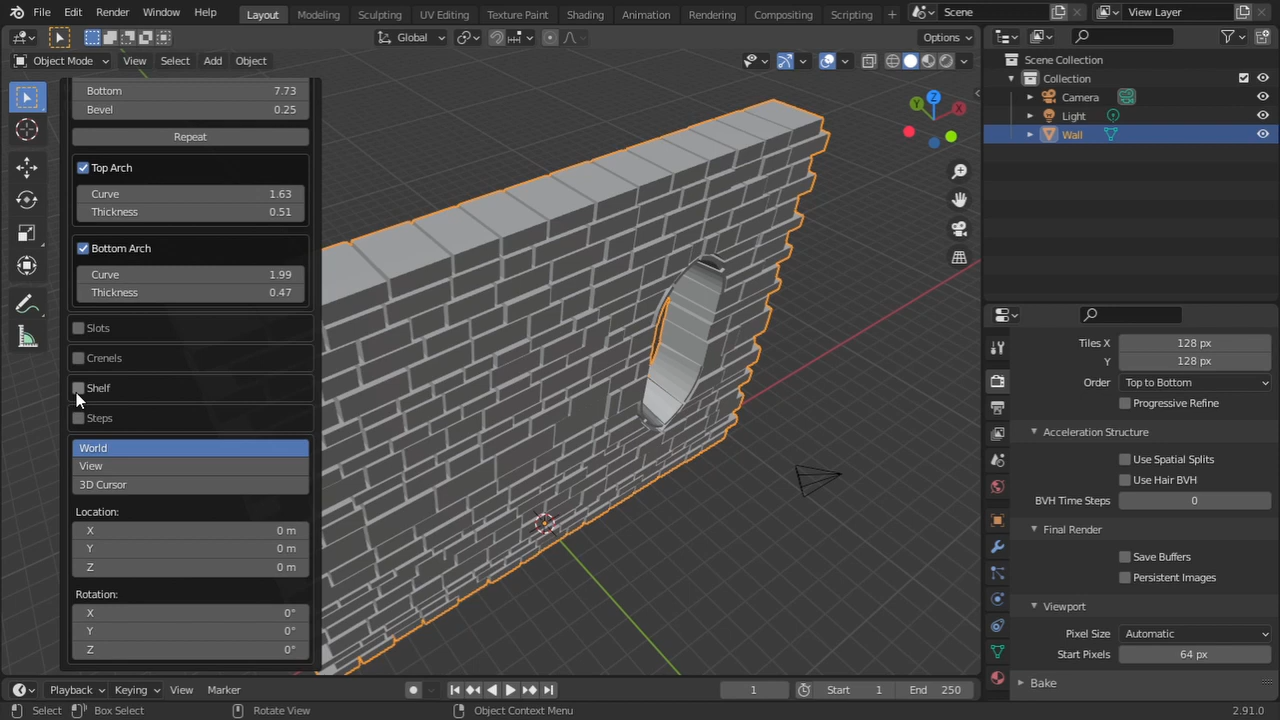 File Edit Render Window Help Layout Modeling Sculpting UV Editing Texture Paint Shading Animation Rendering Compositing Scripting + Scene View Layer
Global Options
Object Mode View Select Add Object
Bottom 7.73
Bevel 0.25
Repeat
Top Arch
Curve 1.63
Thickness 0.51
Bottom Arch
Curve 1.99
Thickness 0.47
Slots
Crenels
Shelf
Steps
World
View
3D Cursor
Location:
X 0 m
Y 0 m
Z 0 m
Rotation:
X 0°
Y 0°
Z 0°
Z
Y
X
Scene Collection
Collection
Camera
Light
Wall
Tiles X 128 px
Y 128 px
Order Top to Bottom
Progressive Refine
Acceleration Structure
Use Spatial Splits
Use Hair BVH
BVH Time Steps 0
Final Render
Save Buffers
Persistent Images
Viewport
Pixel Size Automatic
Start Pixels 64 px
Bake
Playback Keying View Marker 1 Start 1 End 250
Select Box Select Rotate View Object Context Menu 2.91.0